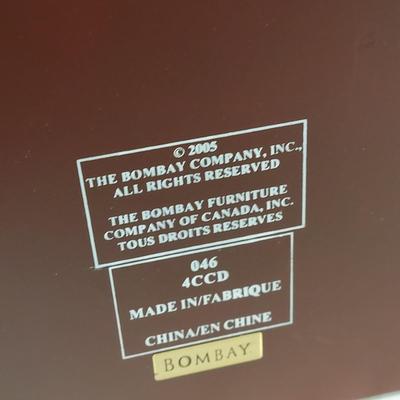 © 2005
THE BOMBAY COMPANY, INC.,
ALL RIGHTS RESERVED
THE BOMBAY FURNITURE
COMPANY OF CANADA, INC.
TOUS DROITS RESERVES
046
4CCD
MADE IN/FABRIQUE
CHINA/EN CHINE
BOMBAY